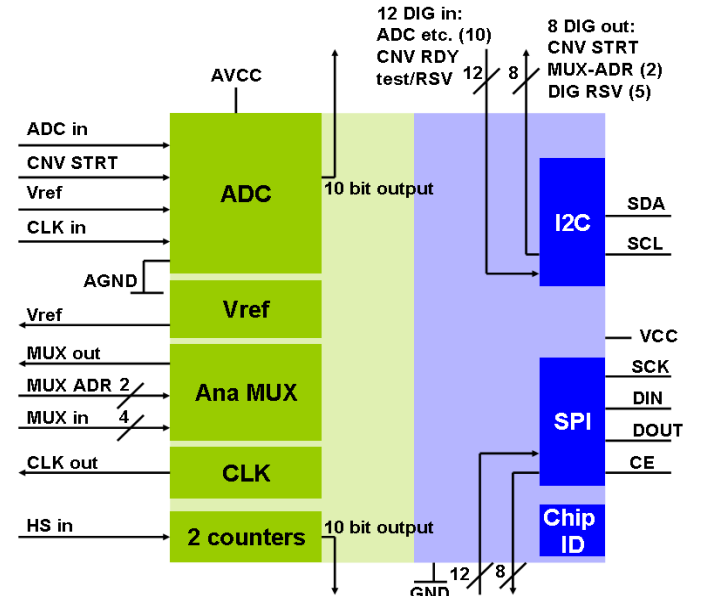 12 DIG in:
ADC etc. (10)
CNV RDY
test/RSV
12
8
8 DIG out:
CNV STRT
MUX-ADR (2)
DIG RSV (5)
AVCC
ADC in
CNV STRT
Vref
CLK in
ADC
10 bit output
AGND
I2C
SDA
SCL
Vref
Vref
VCC
MUX out
MUX ADR 2
MUX in 4
Ana MUX
SPI
SCK
DIN
DOUT
CE
CLK out
CLK
HS in
2 counters
10 bit output
Chip
ID
12
8
GND